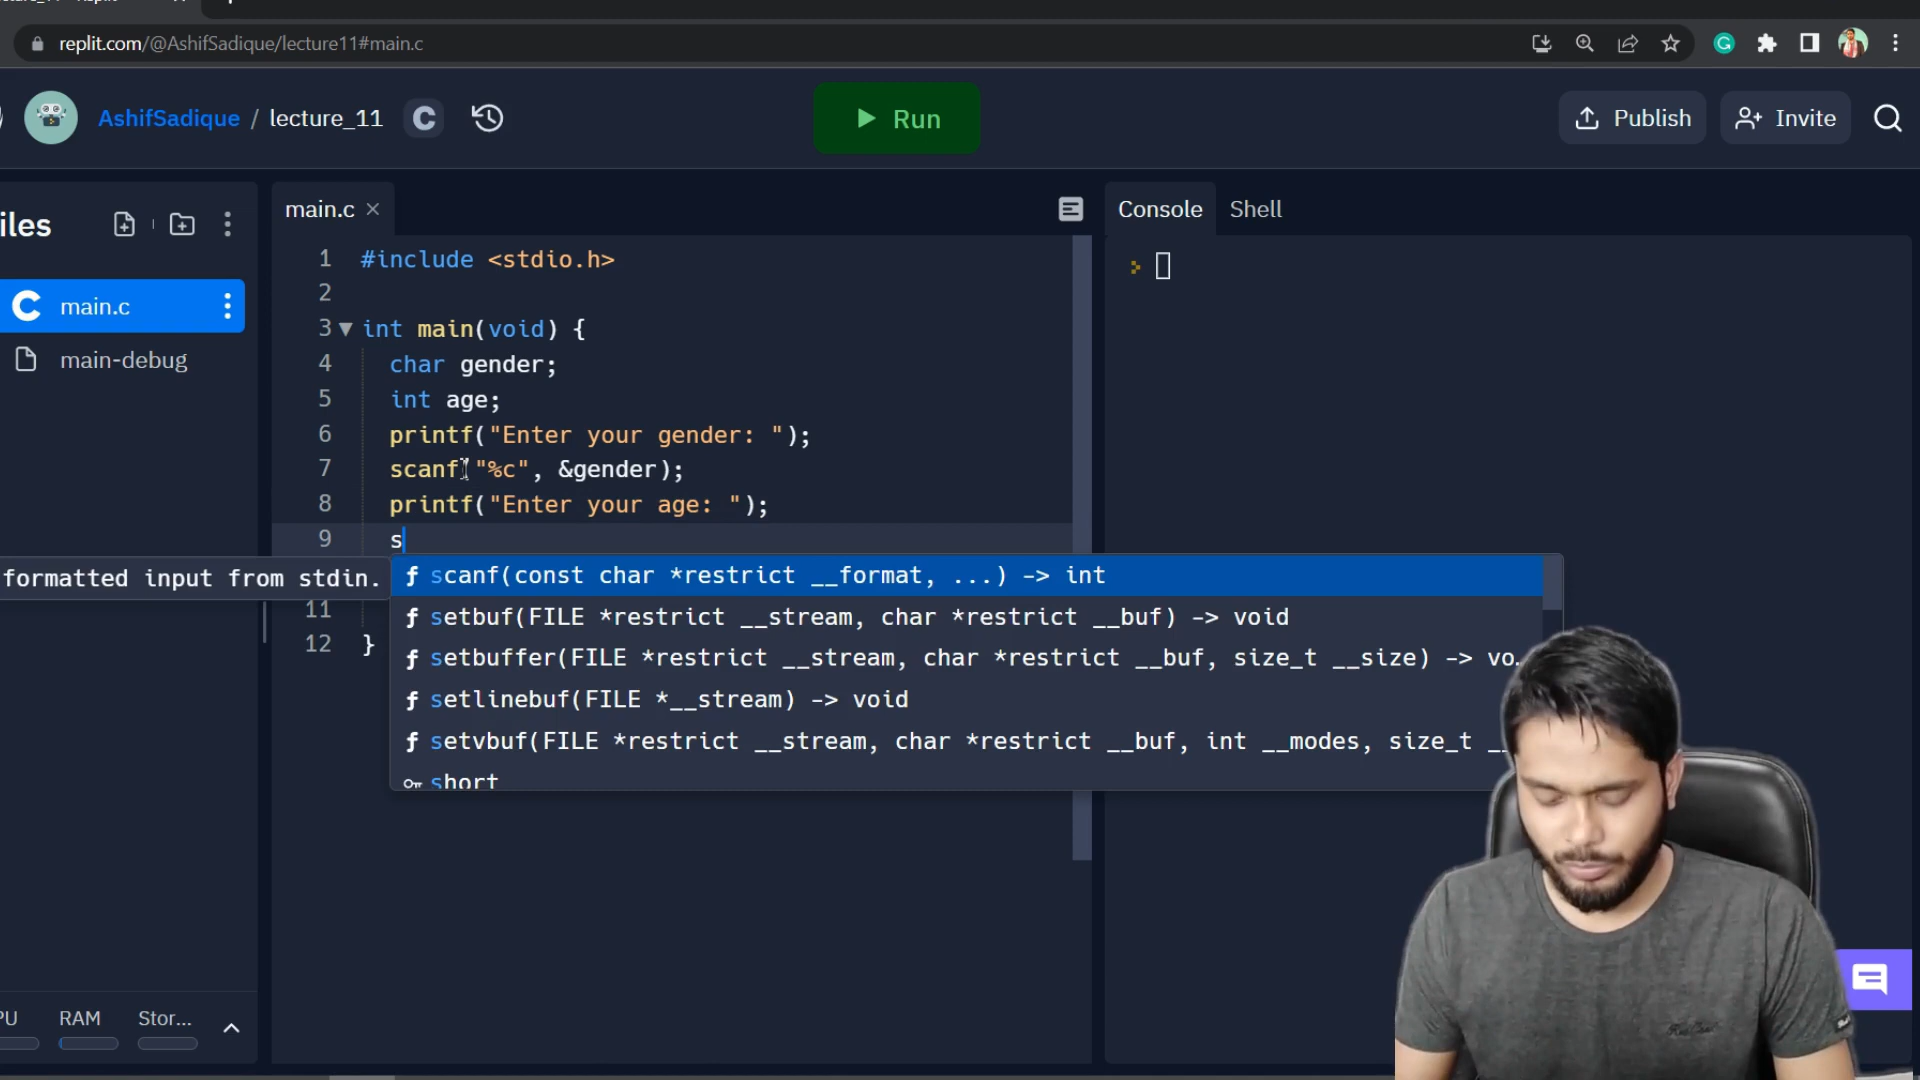 replit.com/@AshifSadique/lecture11#main.c
AshifSadique / lecture_11
Run
Publish
Invite
iles
main.c
main-debug
main.c
Console
Shell
1 #include <stdio.h>
2
3 int main(void) {
4 char gender;
5 int age;
6 printf("Enter your gender: ");
7 scanf("%c", &gender);
8 printf("Enter your age: ");
9 s
formatted input from stdin.
scanf(const char *restrict __format, ...) -> int
setbuf(FILE *restrict __stream, char *restrict __buf) -> void
setbuffer(FILE *restrict __stream, char *restrict __buf, size_t __size) -> vo…
setlinebuf(FILE *__stream) -> void
setvbuf(FILE *restrict __stream, char *restrict __buf, int __modes, size_t __
short
11
12 }
PU RAM Stor...